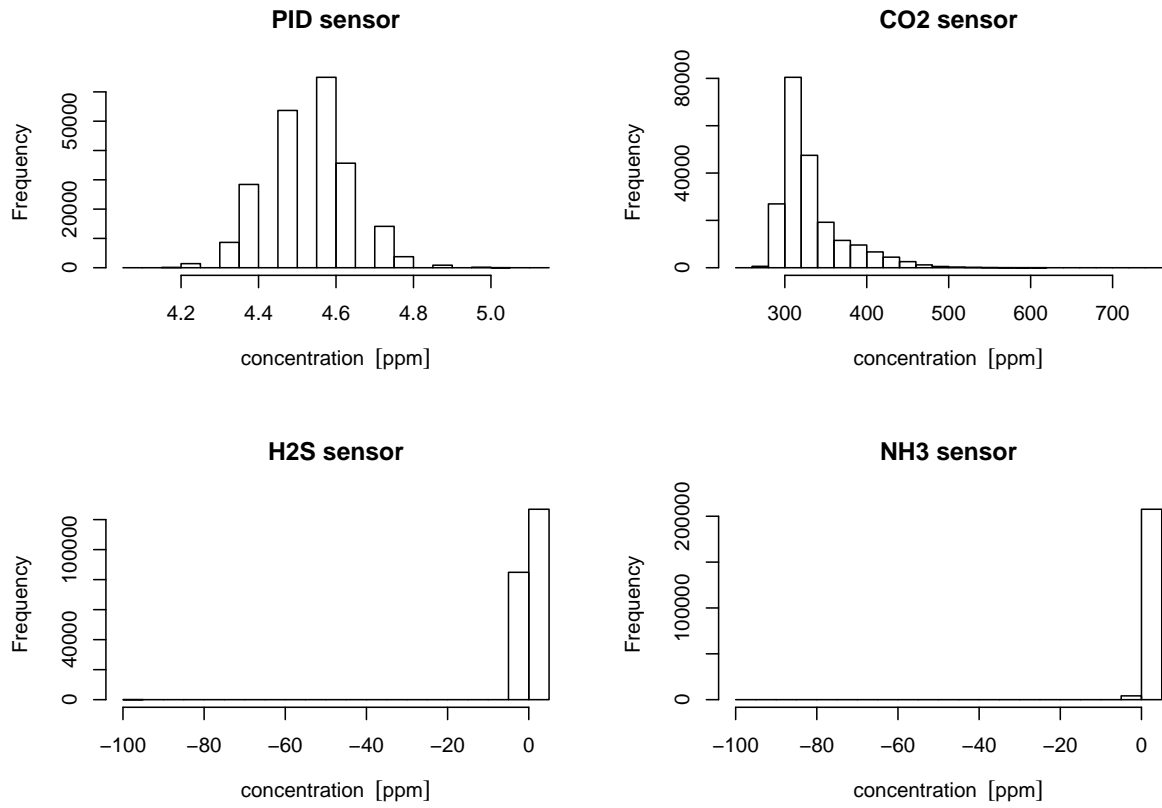 PID sensor
Frequency
0
20000
50000
4.2 4.4 4.6 4.8 5.0
concentration [ppm]
CO2 sensor
Frequency
0
40000
80000
300 400 500 600 700
concentration [ppm]
H2S sensor
Frequency
0
40000
100000
−100 −80 −60 −40 −20 0
concentration [ppm]
NH3 sensor
Frequency
0
100000
200000
−100 −80 −60 −40 −20 0
concentration [ppm]